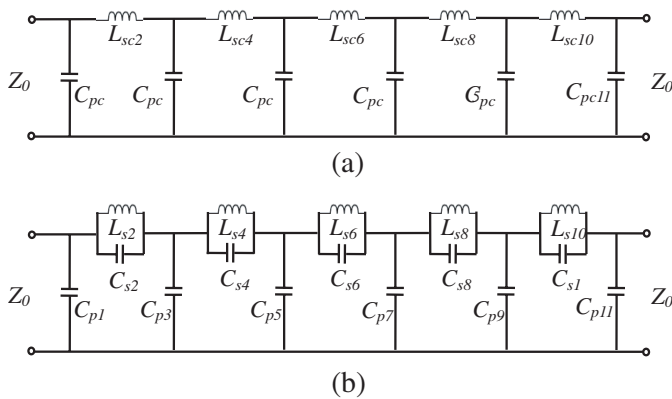 L_sc2 L_sc4 L_sc6 L_sc8 L_sc10
Z_0 C_pc C_pc C_pc C_pc G_pc C_pc11 Z_0
(a)
L_s2 L_s4 L_s6 L_s8 L_s10
C_s2 C_s4 C_s6 C_s8 C_s1
Z_0 C_p1 C_p3 C_p5 C_p7 C_p9 C_p11 Z_0
(b)